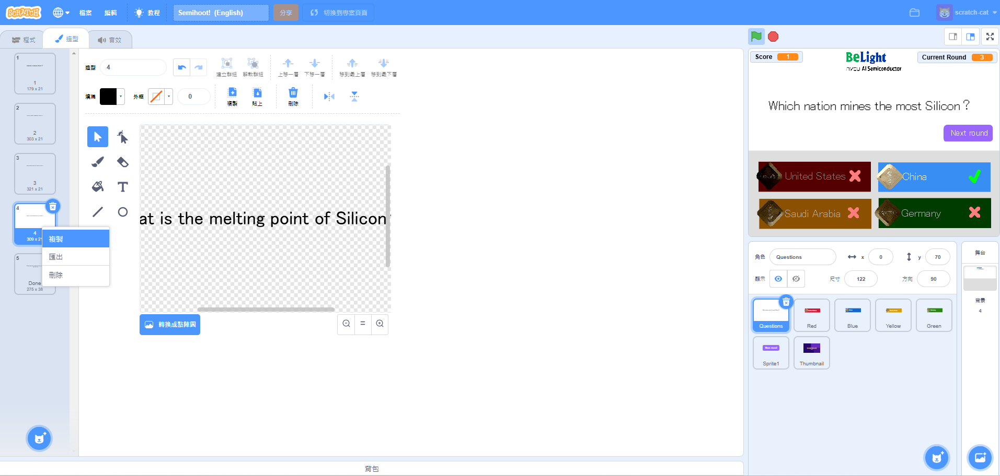 SCRATCH
檔案
編輯
教程
Semihoot! (English)
分享
切換到專案頁面
scratch-cat
程式
造型
音效
1
1
179 x 21
2
2
303 x 21
3
3
321 x 21
4
4
309 x 21
5
Done
275 x 38
複製
匯出
刪除
造型
4
建立群組
解散群組
上移一層
下移一層
移到最上層
移到最下層
填滿
外框
0
複製
貼上
刪除
at is the melting point of Silicon
轉換成點陣圖
背包
Score 1
BeLight
AI Semiconductor
Current Round 3
Which nation mines the most Silicon？
Next round
United States
China
Saudi Arabia
Germany
角色
Questions
x
0
y
70
顯示
尺寸
122
方向
90
Questions
Red
Blue
Yellow
Green
Next round
Sprite1
Thumbnail
舞台
背景
4